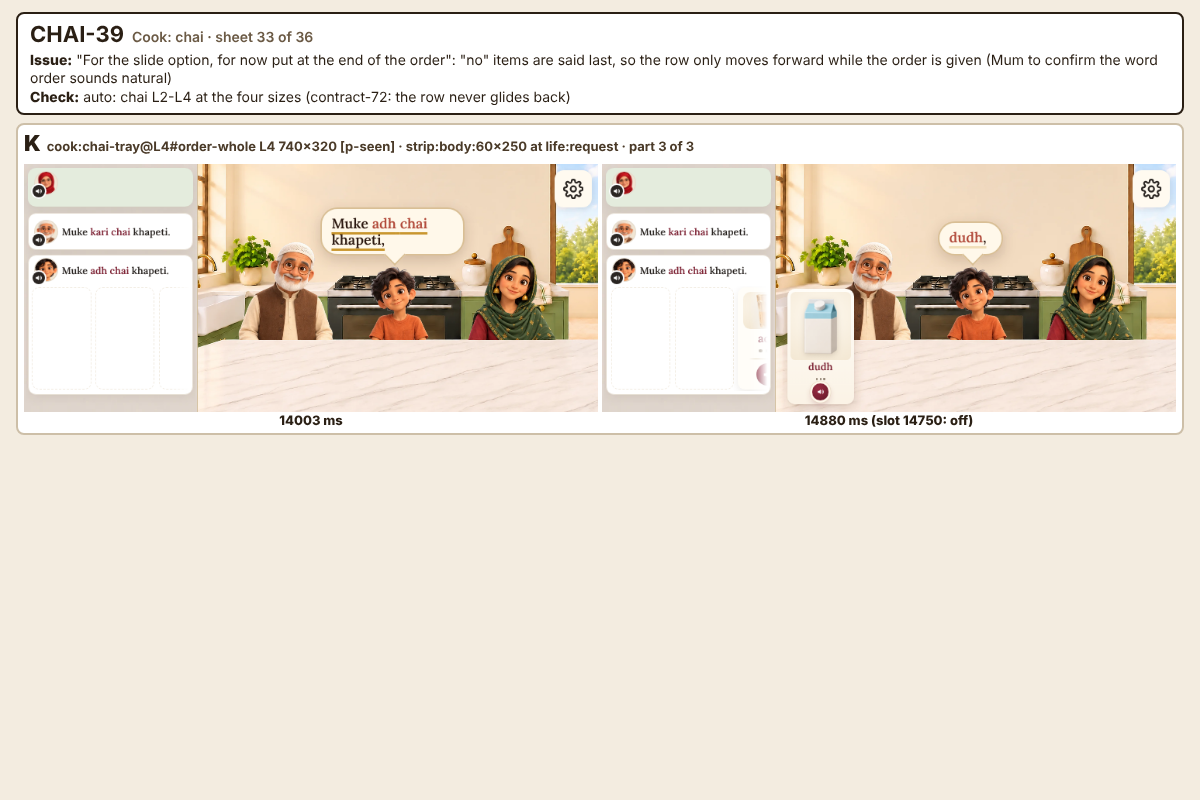 CHAI-39 Cook: chai · sheet 33 of 36
Issue: "For the slide option, for now put at the end of the order": "no" items are said last, so the row only moves forward while the order is given (Mum to confirm the word
order sounds natural)
Check: auto: chai L2-L4 at the four sizes (contract-72: the row never glides back)
K cook:chai-tray@L4#order-whole L4 740×320 [p-seen] · strip:body:60×250 at life:request · part 3 of 3
Muke kari chai khapeti.
Muke adh chai khapeti.
Muke adh chai
khapeti,
14003 ms
Muke kari chai khapeti.
Muke adh chai khapeti.
dudh,
dudh
14880 ms (slot 14750: off)